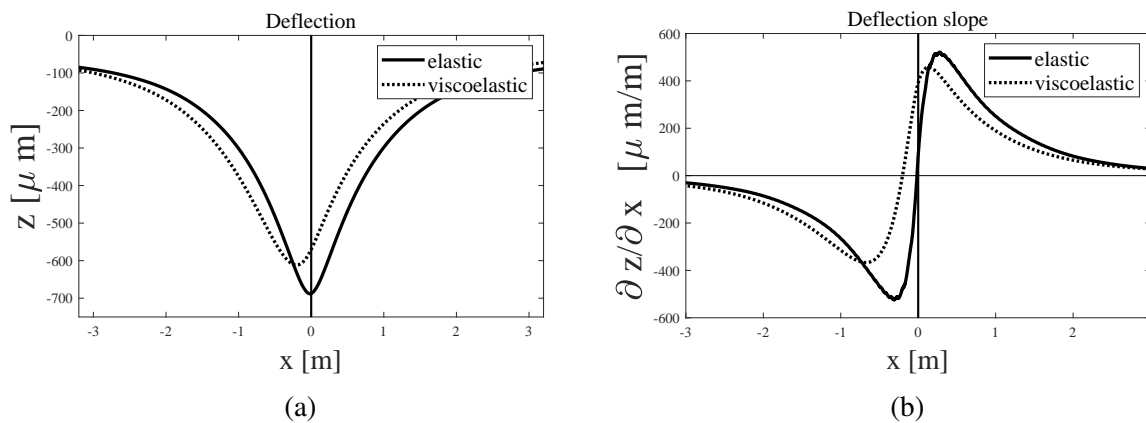 Deflection
z [μ m]
0
-100
-200
-300
-400
-500
-600
-700
elastic
viscoelastic
-3 -2 -1 0 1 2 3
x [m]
(a)
Deflection slope
∂ z/∂ x [μ m/m]
600
400
200
0
-200
-400
-600
elastic
viscoelastic
-3 -2 -1 0 1 2
x [m]
(b)